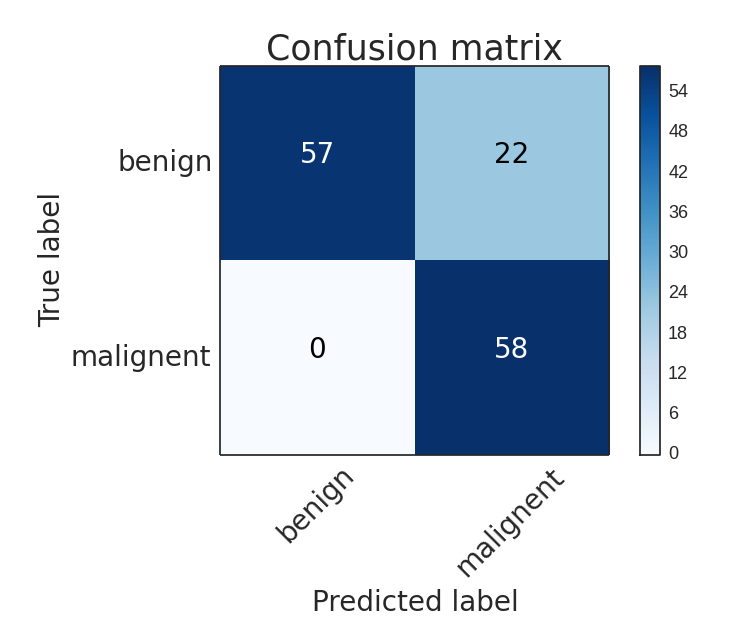 Confusion matrix
True label
benign
malignent
57
22
0
58
benign
malignent
Predicted label
54
48
42
36
30
24
18
12
6
0